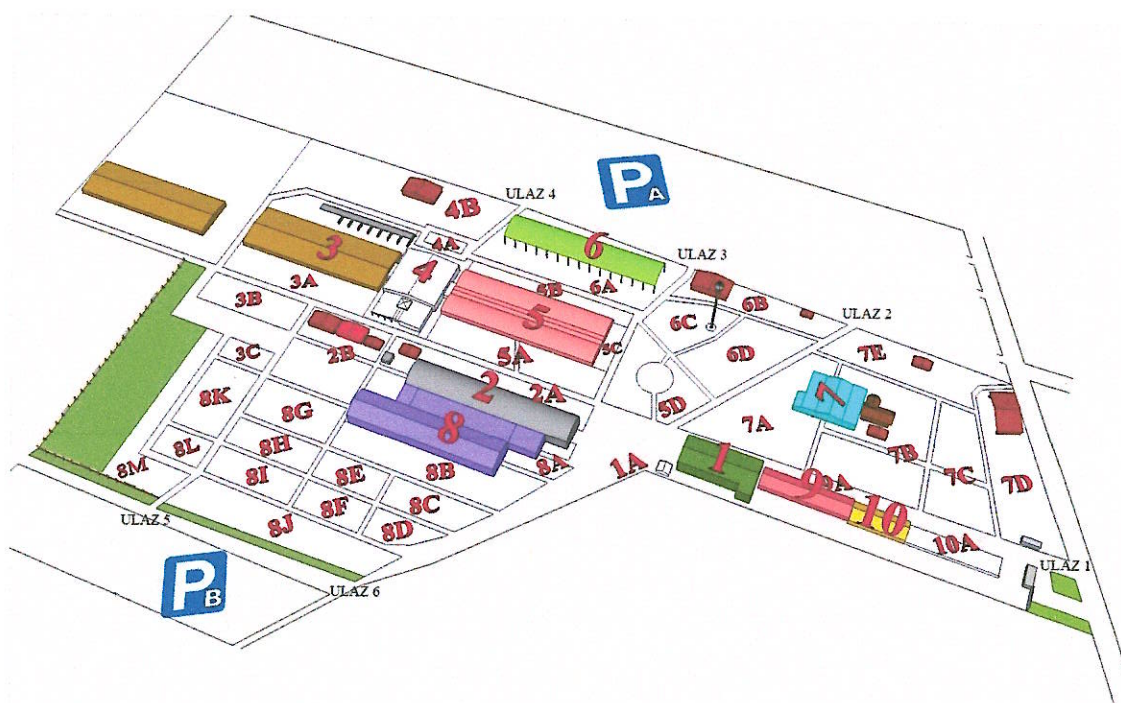 P A
ULAZ 4
4B
6
3
4A
ULAZ 3
4
5B
6A
6B
3A
3B
5
6C
ULAZ 2
5C
6D
7E
2B
5A
3C
2
2A
7
8K
5D
8G
8
7A
8H
1A
1
7B
8L
8A
9
9A
7C
8M
8I
8E
8B
7D
10
8F
8C
ULAZ 5
8J
8D
10A
ULAZ 1
P B
ULAZ 6